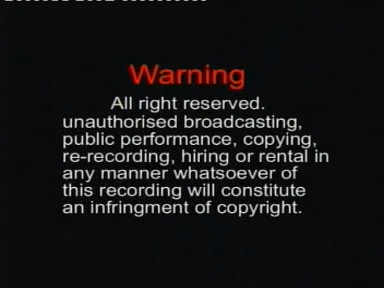 Warning
All right reserved.
unauthorised broadcasting,
public performance, copying,
re-recording, hiring or rental in
any manner whatsoever of
this recording will constitute
an infringment of copyright.